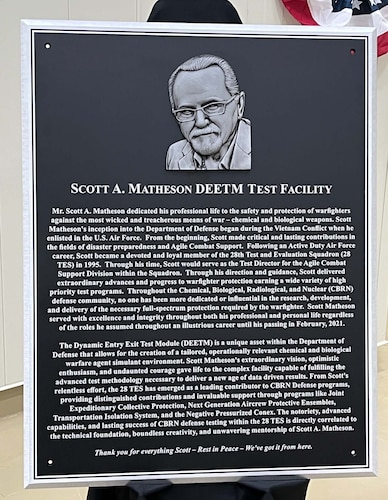 SCOTT A. MATHESON DEETM TEST FACILITY
Mr. Scott A. Matheson dedicated his professional life to the safety and protection of warfighters
against the most wicked and treacherous means of war – chemical and biological weapons. Scott
Matheson's inception into the Department of Defense began during the Vietnam Conflict when he
enlisted in the U.S. Air Force. From the beginning, Scott made critical and lasting contributions in
the fields of disaster preparedness and Agile Combat Support. Following an Active Duty Air Force
career, Scott became a devoted and loyal member of the 28th Test and Evaluation Squadron (28
TES) in 1995. Through his time, Scott would serve as the Test Director for the Agile Combat
Support Division within the Squadron. Through his direction and guidance, Scott delivered
extraordinary advances and progress to warfighter protection earning a wide variety of high
priority test programs. Throughout the Chemical, Biological, Radiological, and Nuclear (CBRN)
defense community, no one has been more dedicated or influential in the research, development,
and delivery of the necessary full-spectrum protection required by the warfighter. Scott Matheson
served with excellence and integrity throughout both his professional and personal life regardless
of the roles he assumed throughout an illustrious career until his passing in February, 2021.
The Dynamic Entry Exit Test Module (DEETM) is a unique asset within the Department of
Defense that allows for the creation of a tailored, operationally relevant chemical and biological
warfare agent simulant environment. Scott Matheson's extraordinary vision, optimistic
enthusiasm, and undaunted courage gave life to the complex facility capable of fulfilling the
advanced test methodology necessary to deliver a new age of data driven results. From Scott's
relentless effort, the 28 TES has emerged as a leading contributor to CBRN Defense programs,
providing distinguished contributions and invaluable support through programs like Joint
Expeditionary Collective Protection, Next Generation Aircrew Protective Ensembles,
Transportation Isolation System, and the Negative Pressurized Conex. The notoriety, advanced
capabilities, and lasting success of CBRN defense testing within the 28 TES is directly correlated to
the technical foundation, boundless creativity, and unwavering mentorship of Scott A. Matheson.
Thank you for everything Scott – Rest in Peace – We've got it from here.